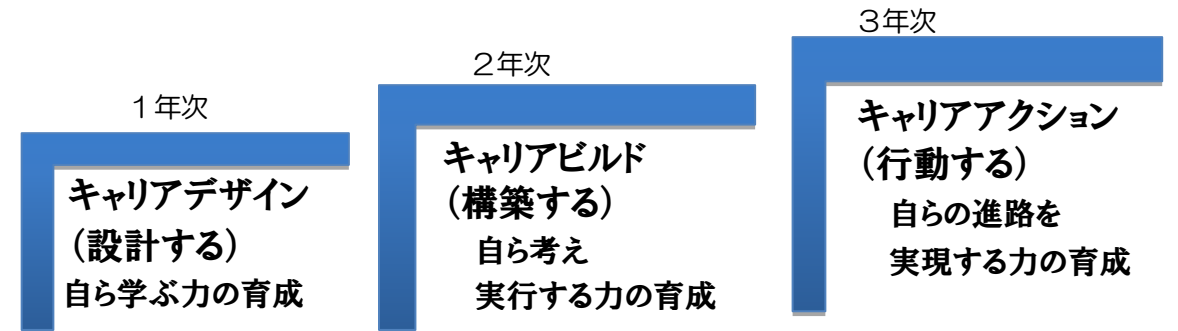 １年次
キャリアデザイン
（設計する）
自ら学ぶ力の育成
２年次
キャリアビルド
（構築する）
自ら考え
実行する力の育成
３年次
キャリアアクション
（行動する）
自らの進路を
実現する力の育成